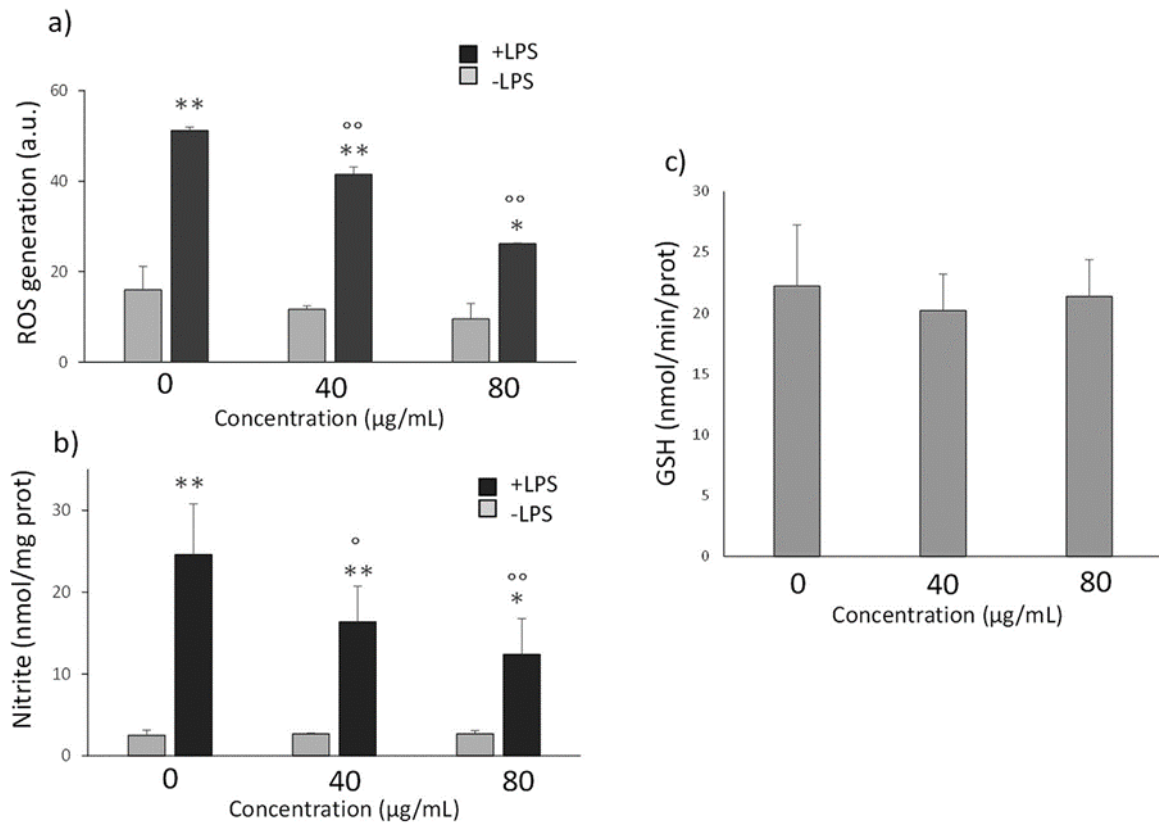 a)
+LPS
-LPS
ROS generation (a.u.)
60
40
20
0
**
°°
**
°°
*
0 40 80
Concentration (µg/mL)
b)
+LPS
-LPS
Nitrite (nmol/mg prot)
30
20
10
0
**
°
**
°°
*
0 40 80
Concentration (µg/mL)
c)
GSH (nmol/min/prot)
30
25
20
15
10
5
0
0 40 80
Concentration (µg/mL)